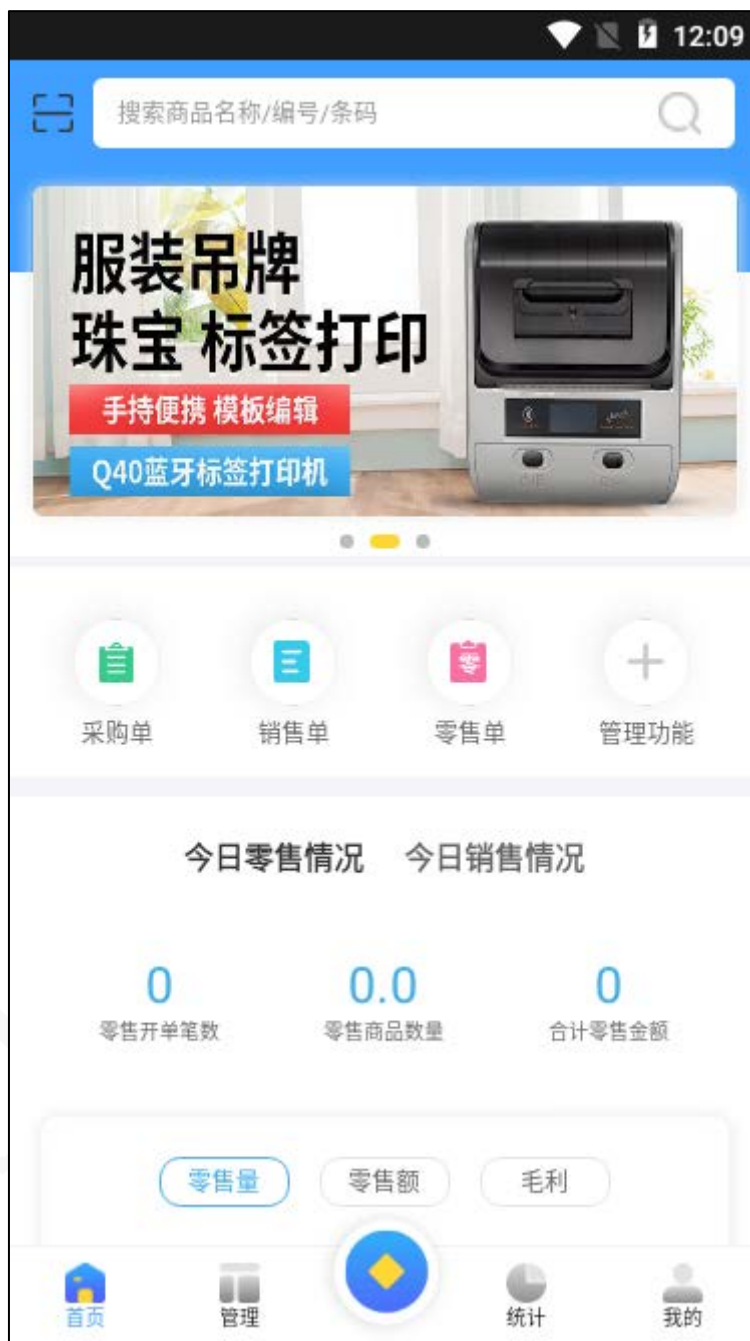 12:09
搜索商品名称/编号/条码
服装吊牌
珠宝 标签打印
手持便携 模板编辑
Q40蓝牙标签打印机
采购单 销售单 零售单 管理功能
今日零售情况 今日销售情况
0 0.0 0
零售开单笔数 零售商品数量 合计零售金额
零售量 零售额 毛利
首页 管理 统计 我的